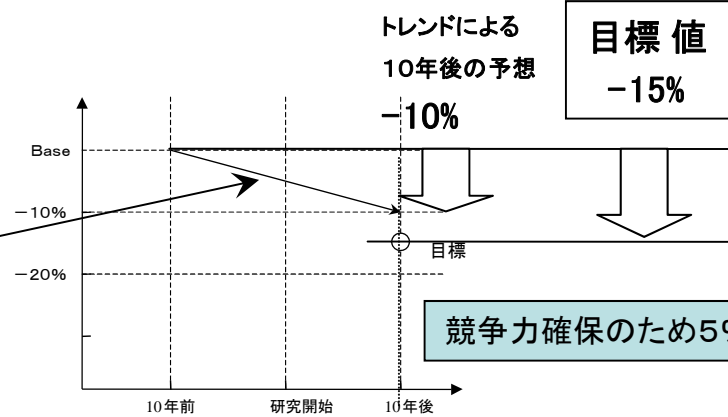 トレンドによる
10年後の予想
-10%
目標値
-15%
Base
-10%
-20%
目標
競争力確保のため5%
10年前
研究開始
10年後